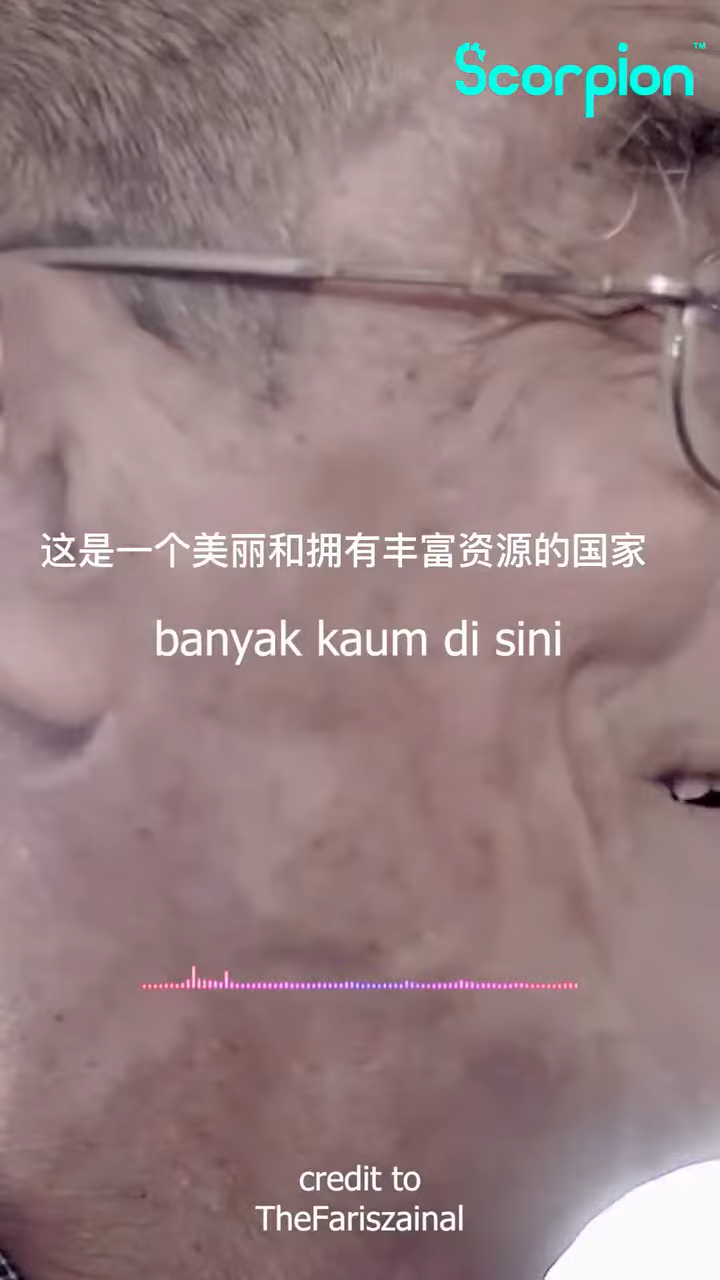 Scorpion™
这是一个美丽和拥有丰富资源的国家
banyak kaum di sini
credit to
TheFariszainal